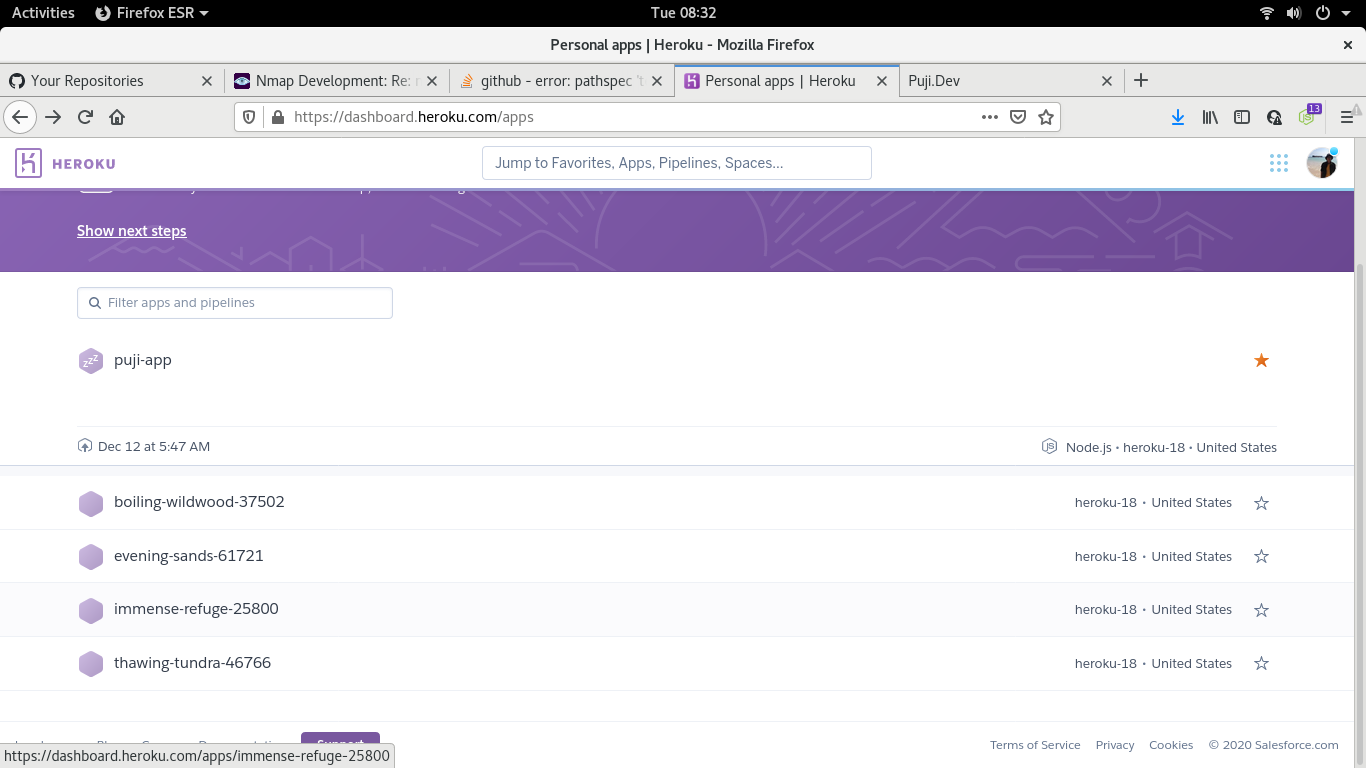 Activities Firefox ESR Tue 08:32
Personal apps | Heroku - Mozilla Firefox
Your Repositories Nmap Development: Re: github - error: pathspec Personal apps | Heroku Puji.Dev
https://dashboard.heroku.com/apps 13
HEROKU Jump to Favorites, Apps, Pipelines, Spaces...
Show next steps
Filter apps and pipelines
zzz puji-app
Dec 12 at 5:47 AM Node.js • heroku-18 • United States
boiling-wildwood-37502 heroku-18 • United States
evening-sands-61721 heroku-18 • United States
immense-refuge-25800 heroku-18 • United States
thawing-tundra-46766 heroku-18 • United States
Support Terms of Service Privacy Cookies © 2020 Salesforce.com
https://dashboard.heroku.com/apps/immense-refuge-25800